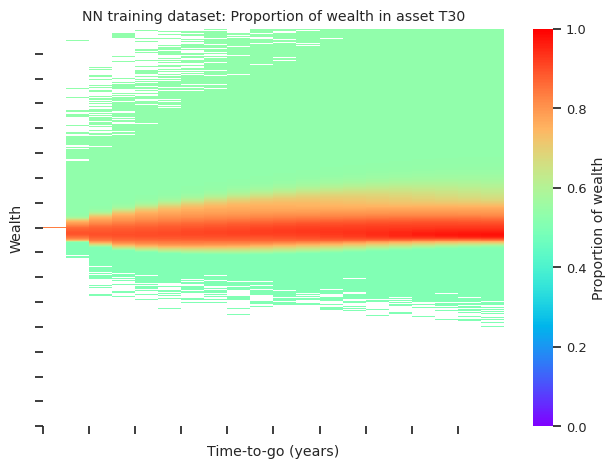 NN training dataset: Proportion of wealth in asset T30
1.0
0.8
0.6
0.4
0.2
0.0
Wealth
Proportion of wealth
Time-to-go (years)